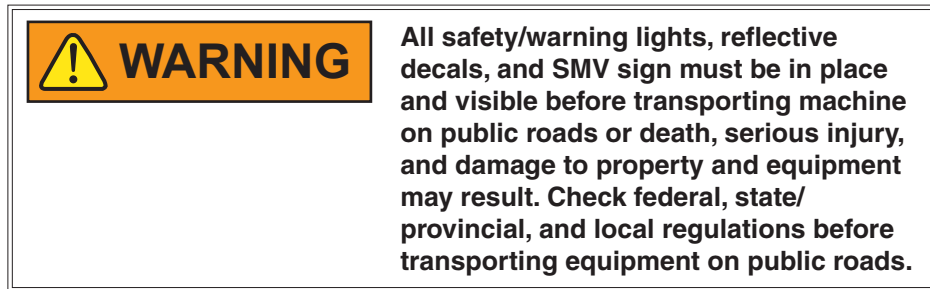 WARNING
All safety/warning lights, reflective
decals, and SMV sign must be in place
and visible before transporting machine
on public roads or death, serious injury,
and damage to property and equipment
may result. Check federal, state/
provincial, and local regulations before
transporting equipment on public roads.